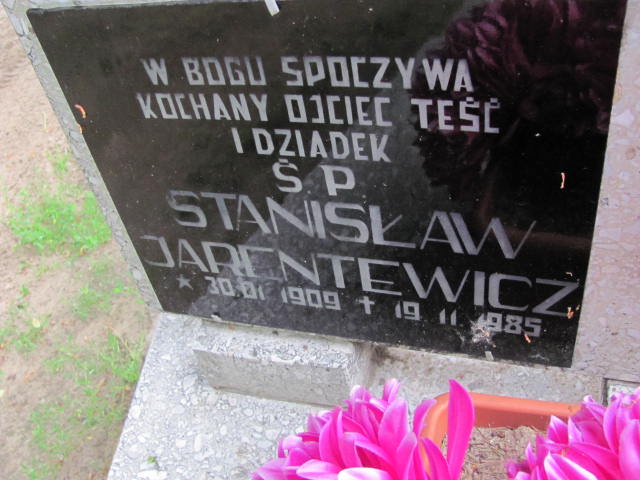 W BOGU SPOCZYWA
KOCHANY OJCIEC TEŚĆ
I DZIADEK
Ś P
STANISŁAW
JARENTEWICZ
* 30.01 1909 + 19 11 1985